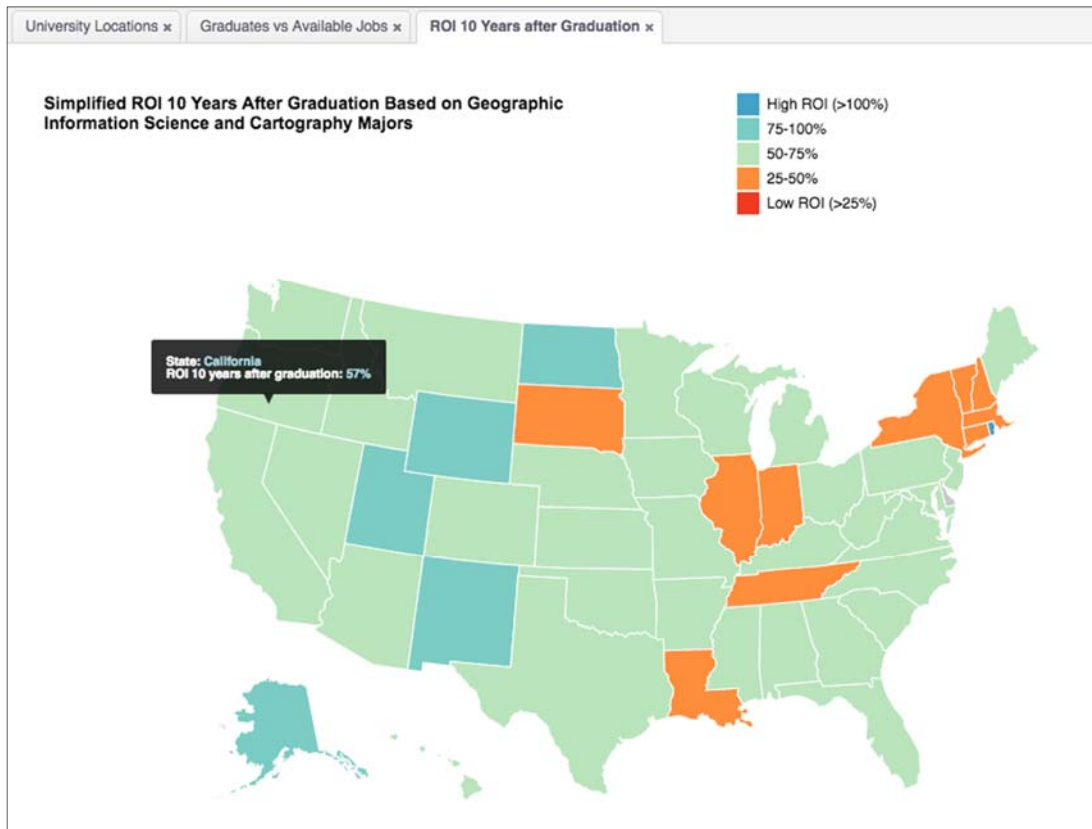 University Locations × Graduates vs Available Jobs × ROI 10 Years after Graduation ×
Simplified ROI 10 Years After Graduation Based on Geographic
Information Science and Cartography Majors
High ROI (>100%)
75-100%
50-75%
25-50%
Low ROI (>25%)
State: California
ROI 10 years after graduation: 57%